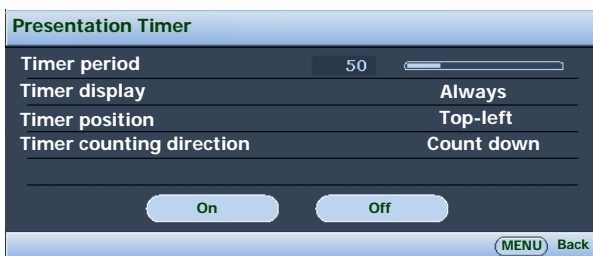 Presentation Timer
Timer period 50
Timer display Always
Timer position Top-left
Timer counting direction Count down
On Off
MENU Back